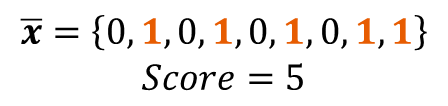 x̅ = {0, 1, 0, 1, 0, 1, 0, 1, 1}
Score = 5